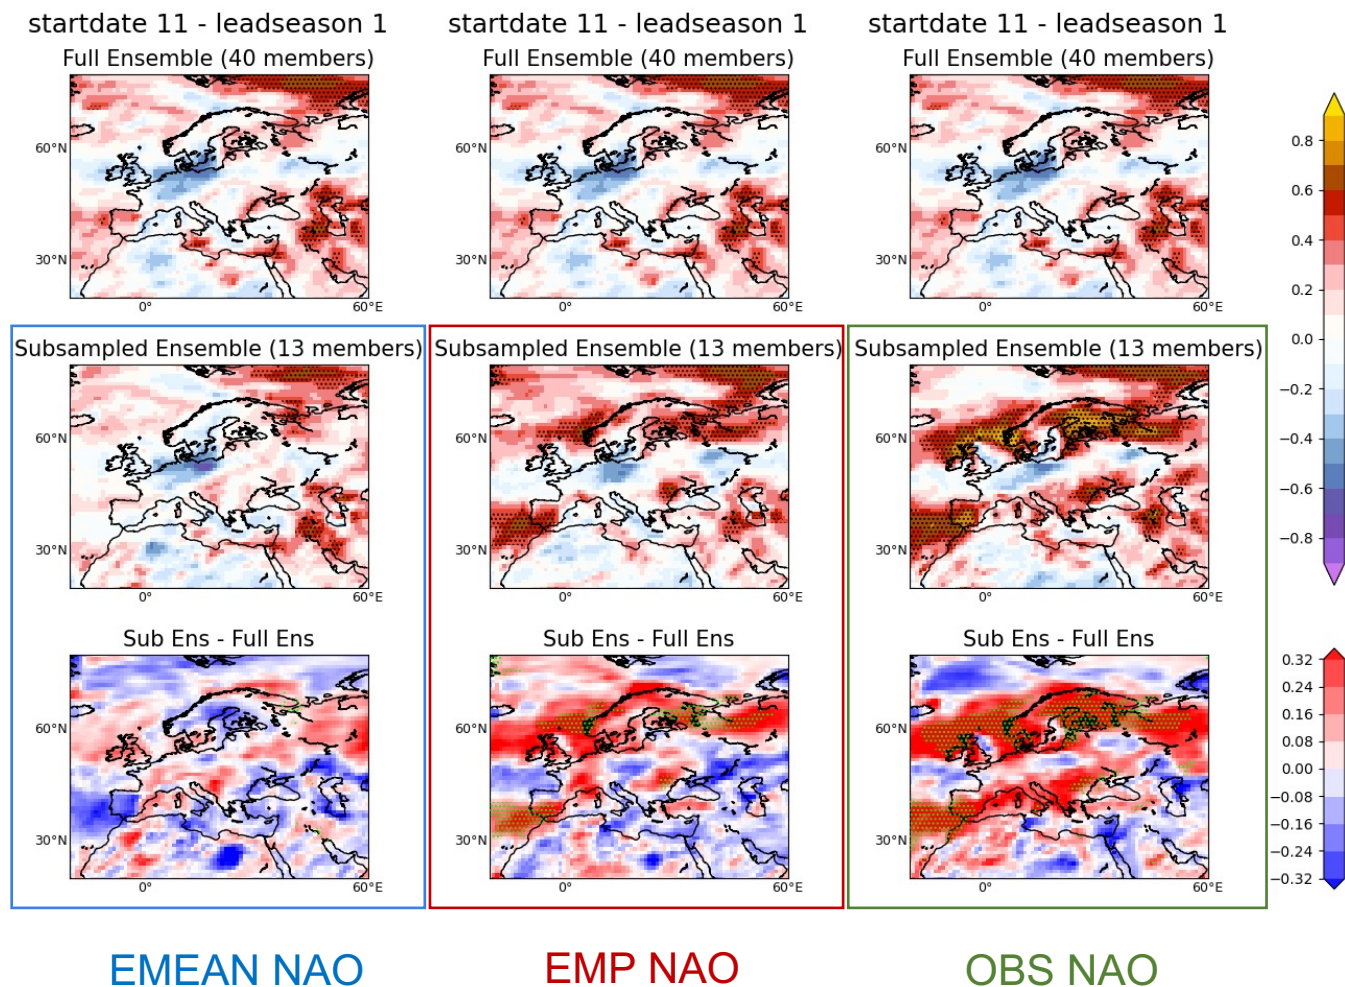 startdate 11 - leadseason 1 startdate 11 - leadseason 1 startdate 11 - leadseason 1
Full Ensemble (40 members) Full Ensemble (40 members) Full Ensemble (40 members)
60°N 60°N 60°N
30°N 30°N 30°N
0° 60°E 0° 60°E 0° 60°E
0.8
0.6
0.4
0.2
0.0
−0.2
−0.4
−0.6
−0.8
Subsampled Ensemble (13 members) Subsampled Ensemble (13 members) Subsampled Ensemble (13 members)
60°N 60°N 60°N
30°N 30°N 30°N
0° 60°E 0° 60°E 0° 60°E
Sub Ens - Full Ens Sub Ens - Full Ens Sub Ens - Full Ens
60°N 60°N 60°N
30°N 30°N 30°N
0° 60°E 0° 60°E 0° 60°E
0.32
0.24
0.16
0.08
0.00
−0.08
−0.16
−0.24
−0.32
EMEAN NAO EMP NAO OBS NAO